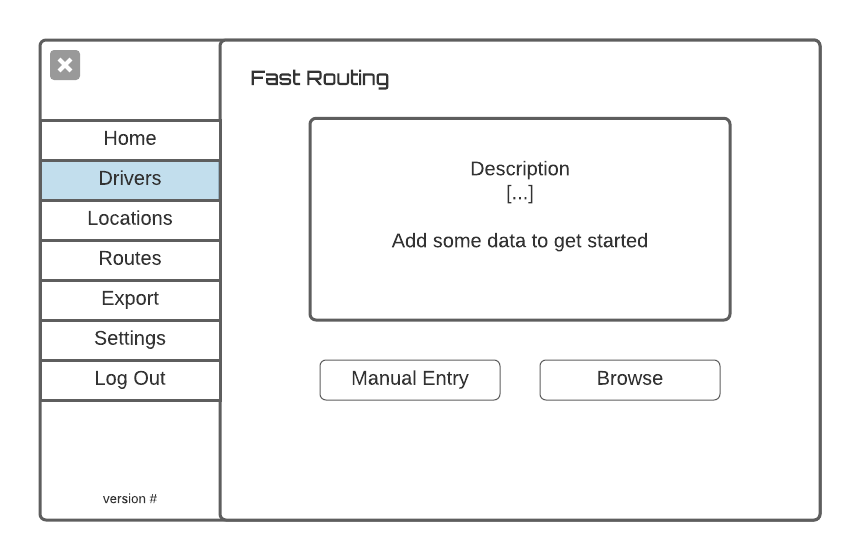 Fast Routing
Home
Drivers
Locations
Routes
Export
Settings
Log Out
version #
Description
[...]
Add some data to get started
Manual Entry
Browse